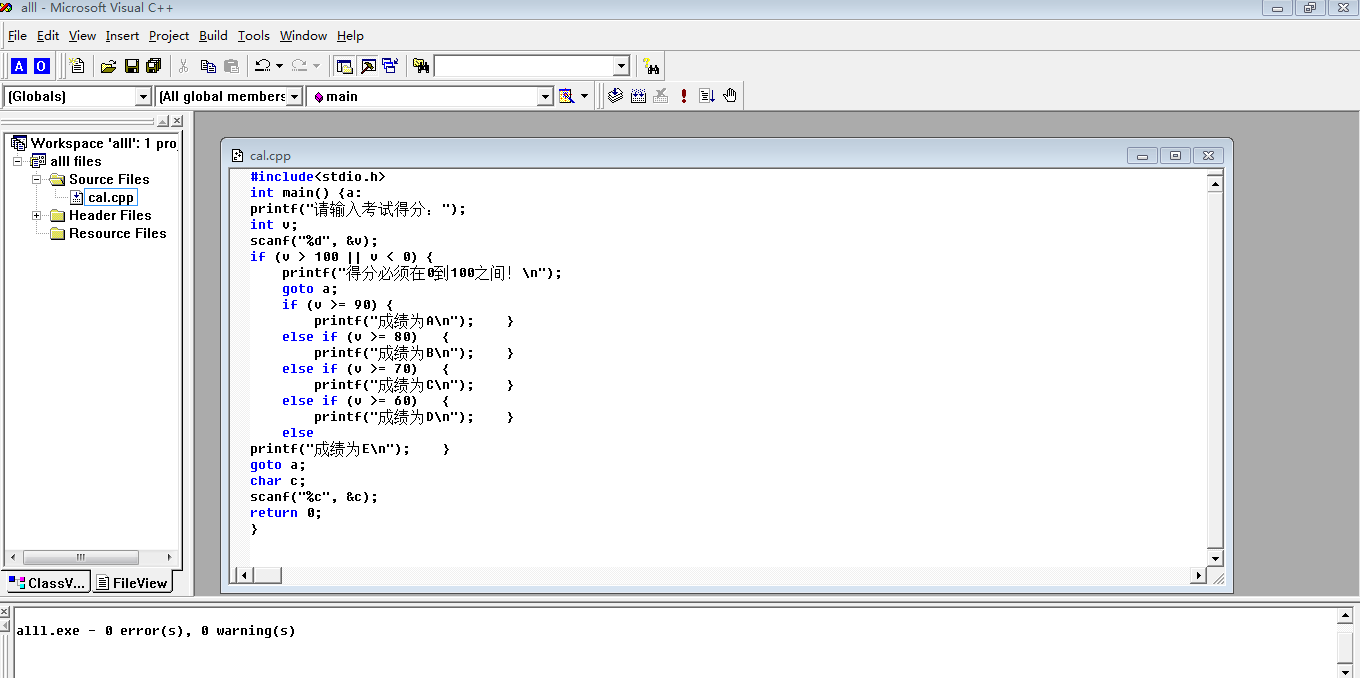 alll - Microsoft Visual C++
File Edit View Insert Project Build Tools Window Help
A O
(Globals) (All global members main
Workspace 'alll': 1 pro
alll files
Source Files
cal.cpp
Header Files
Resource Files
ClassV... FileView
cal.cpp
#include<stdio.h>
int main() {a:
printf("请输入考试得分：");
int v;
scanf("%d", &v);
if (v > 100 || v < 0) {
    printf("得分必须在0到100之间！\n");
    goto a;
    if (v >= 90) {
        printf("成绩为A\n");    }
    else if (v >= 80)   {
        printf("成绩为B\n");    }
    else if (v >= 70)   {
        printf("成绩为C\n");    }
    else if (v >= 60)   {
        printf("成绩为D\n");    }
    else
printf("成绩为E\n");    }
goto a;
char c;
scanf("%c", &c);
return 0;
}
alll.exe - 0 error(s), 0 warning(s)